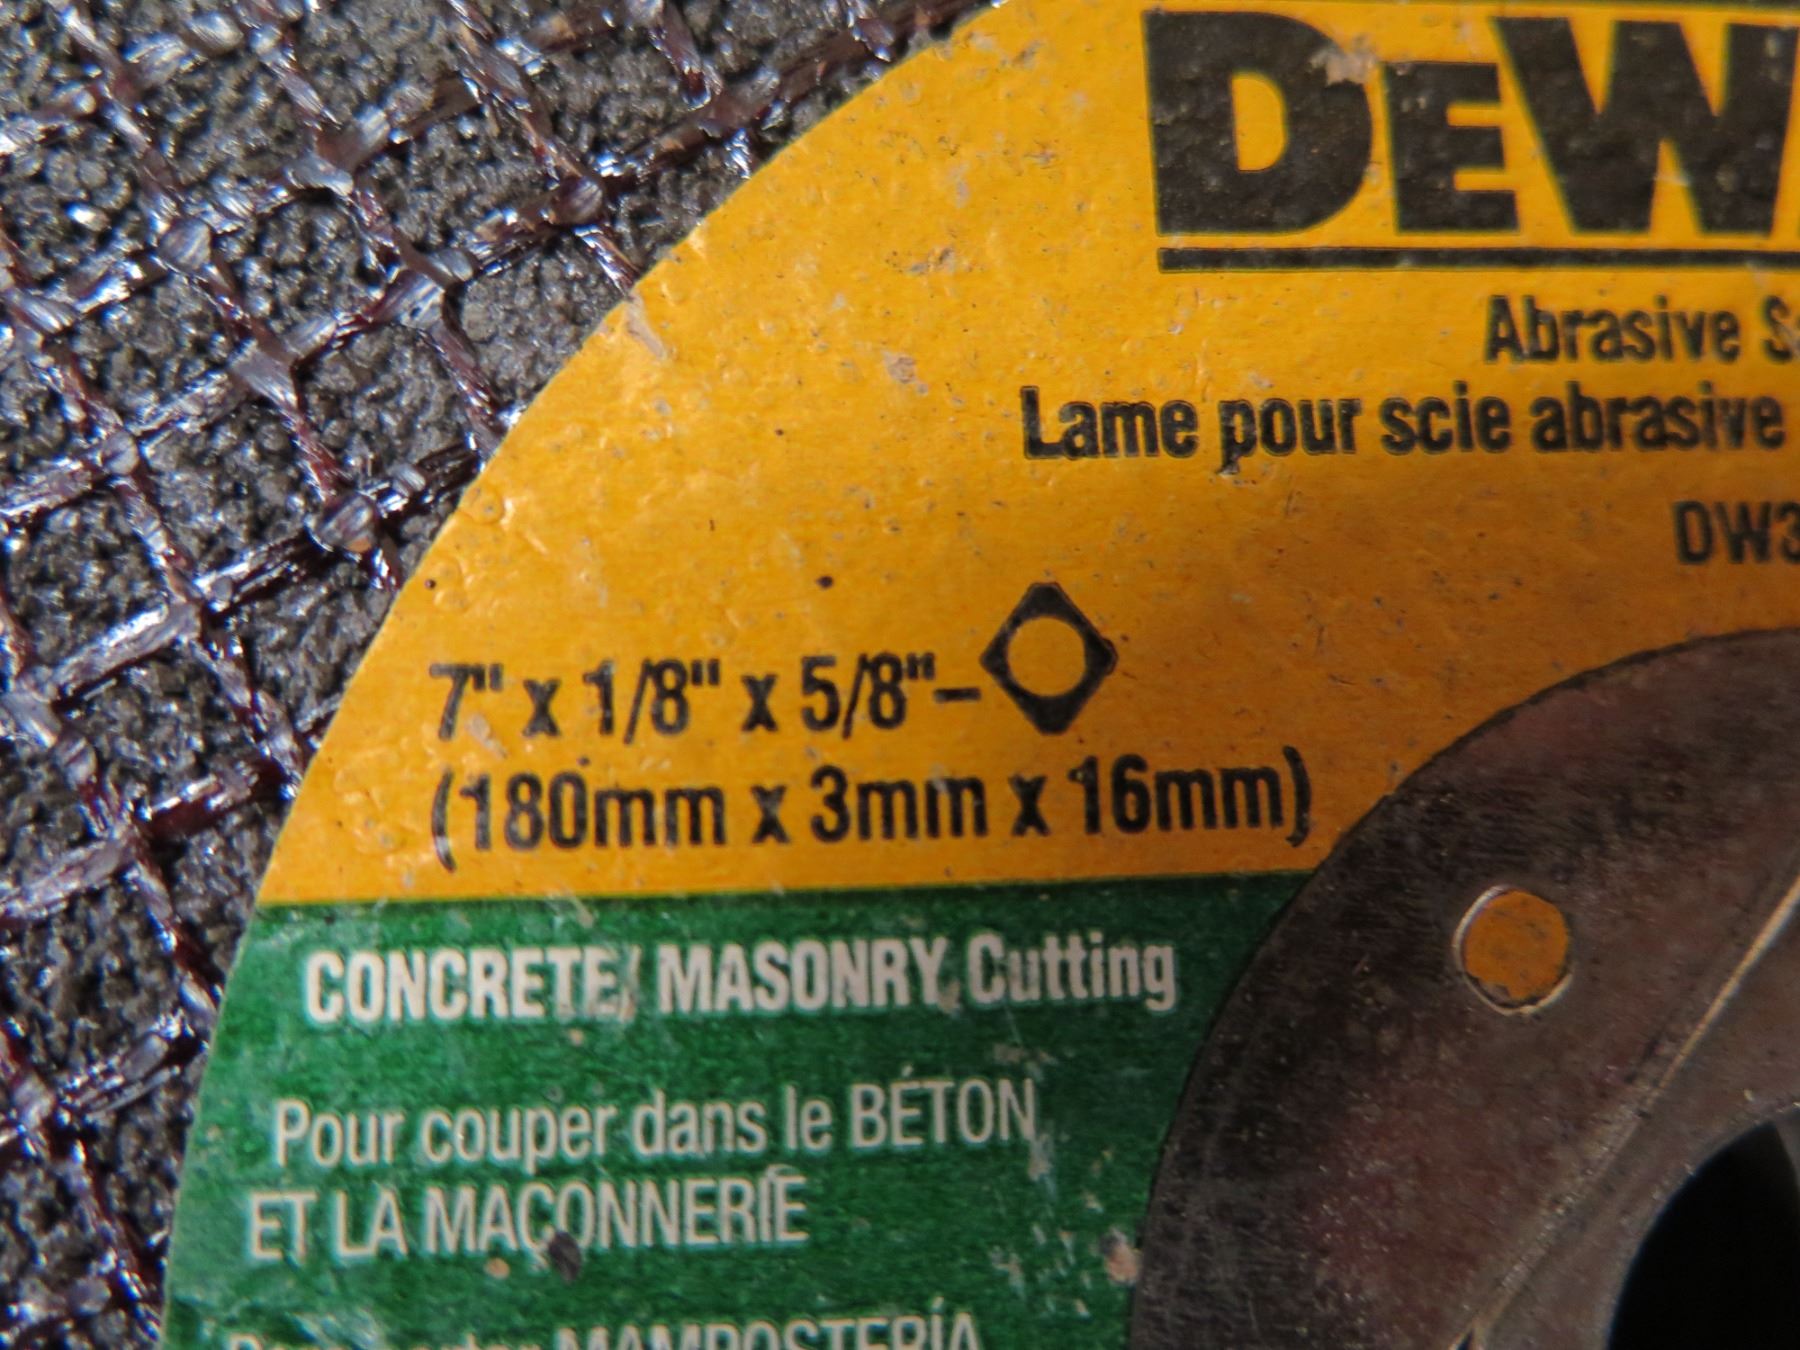 DEW
Abrasive
Lame pour scie abrasive
DW3
7" x 1/8" x 5/8"–
(180mm x 3mm x 16mm)
CONCRETE/ MASONRY Cutting
Pour couper dans le BÉTON
ET LA MAÇONNERIE
MAMPOSTERÍA